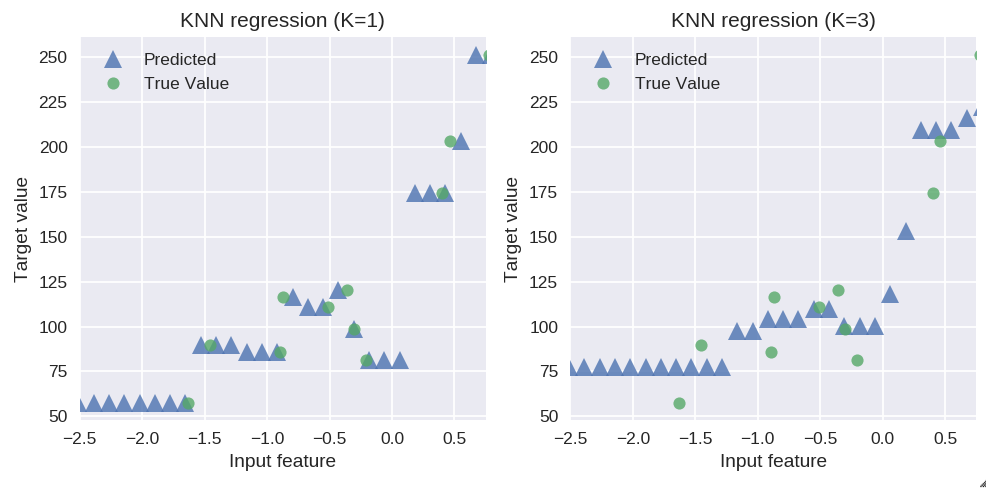 KNN regression (K=1)
Predicted
True Value
250
225
200
175
150
125
100
75
50
Target value
−2.5 −2.0 −1.5 −1.0 −0.5 0.0 0.5
Input feature
KNN regression (K=3)
Predicted
True Value
250
225
200
175
150
125
100
75
50
Target value
−2.5 −2.0 −1.5 −1.0 −0.5 0.0 0.5
Input feature